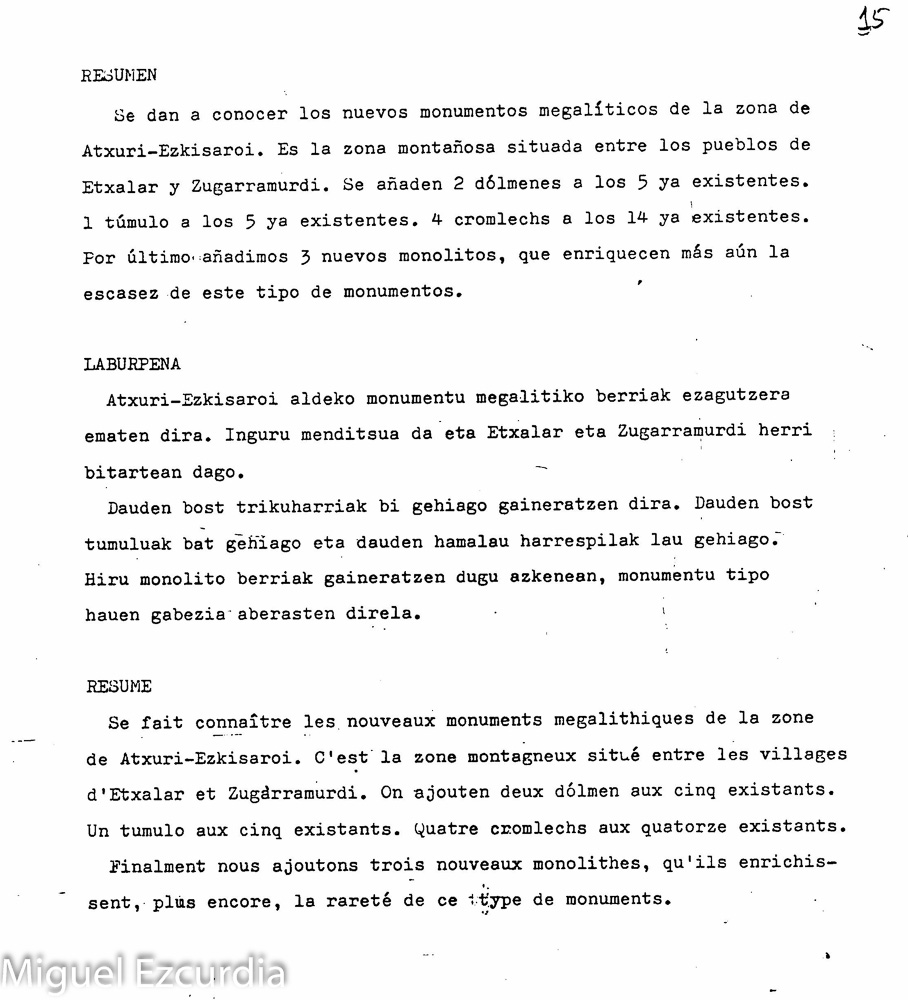 15
RESUMEN
Se dan a conocer los nuevos monumentos megalíticos de la zona de
Atxuri-Ezkisaroi. Es la zona montañosa situada entre los pueblos de
Etxalar y Zugarramurdi. Se añaden 2 dólmenes a los 5 ya existentes.
1 túmulo a los 5 ya existentes. 4 cromlechs a los 14 ya existentes.
Por último añadimos 3 nuevos monolitos, que enriquecen más aún la
escasez de este tipo de monumentos.
LABURPENA
Atxuri-Ezkisaroi aldeko monumentu megalitiko berriak ezagutzera
ematen dira. Inguru menditsua da eta Etxalar eta Zugarramurdi herri
bitartean dago.
Dauden bost trikuharriak bi gehiago gaineratzen dira. Dauden bost
tumuluak bat gehiago eta dauden hamalau harrespilak lau gehiago.
Hiru monolito berriak gaineratzen dugu azkenean, monumentu tipo
hauen gabezia aberasten direla.
RESUME
Se fait connaître les nouveaux monuments megalithiques de la zone
de Atxuri-Ezkisaroi. C'est la zone montagneux situé entre les villages
d'Etxalar et Zugarramurdi. On ajouten deux dólmen aux cinq existants.
Un tumulo aux cinq existants. Quatre cromlechs aux quatorze existants.
Finalment nous ajoutons trois nouveaux monolithes, qu'ils enrichis-
sent, plus encore, la rareté de ce type de monuments.
Miguel Ezcurdia